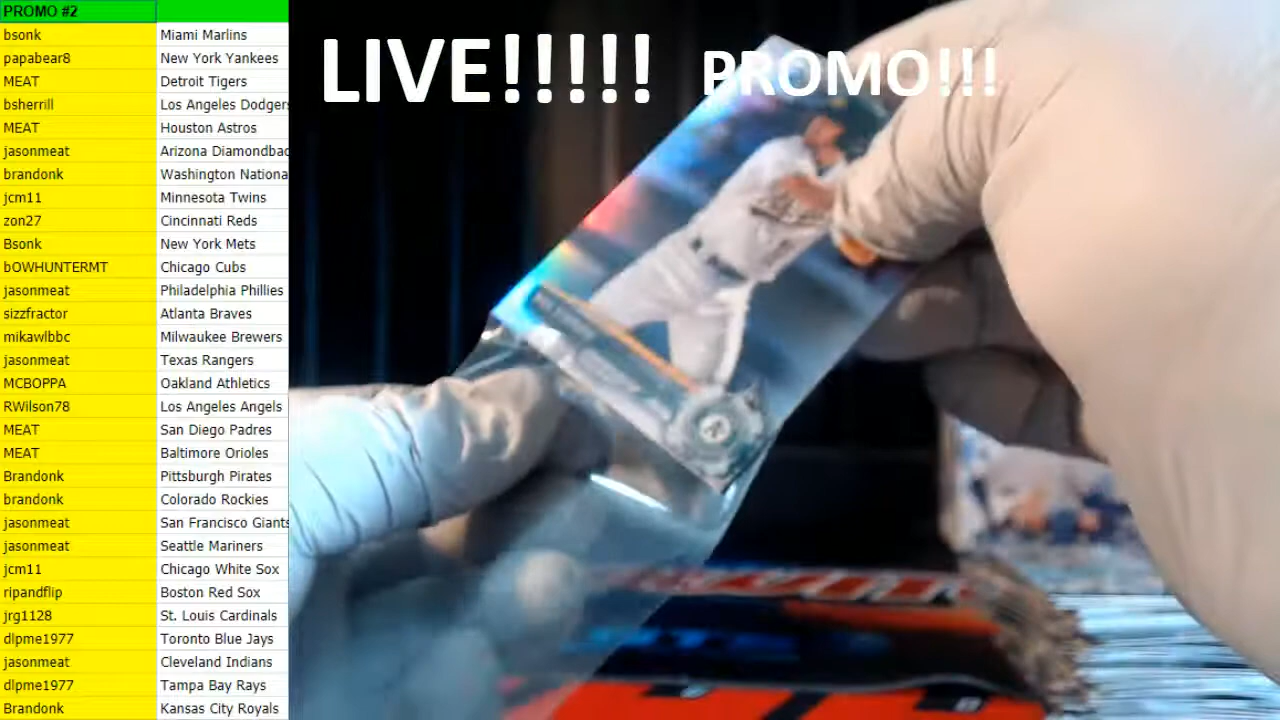 PROMO #2
bsonk Miami Marlins
papabear8 New York Yankees
MEAT Detroit Tigers
bsherrill Los Angeles Dodgers
MEAT Houston Astros
jasonmeat Arizona Diamondbac
brandonk Washington Nationa
jcm11 Minnesota Twins
zon27 Cincinnati Reds
Bsonk New York Mets
bOWHUNTERMT Chicago Cubs
jasonmeat Philadelphia Phillies
sizzfractor Atlanta Braves
mikawlbbc Milwaukee Brewers
jasonmeat Texas Rangers
MCBOPPA Oakland Athletics
RWilson78 Los Angeles Angels
MEAT San Diego Padres
MEAT Baltimore Orioles
Brandonk Pittsburgh Pirates
brandonk Colorado Rockies
jasonmeat San Francisco Giants
jasonmeat Seattle Mariners
jcm11 Chicago White Sox
ripandflip Boston Red Sox
jrg1128 St. Louis Cardinals
dlpme1977 Toronto Blue Jays
jasonmeat Cleveland Indians
dlpme1977 Tampa Bay Rays
Brandonk Kansas City Royals
LIVE!!!!! PROMO!!!